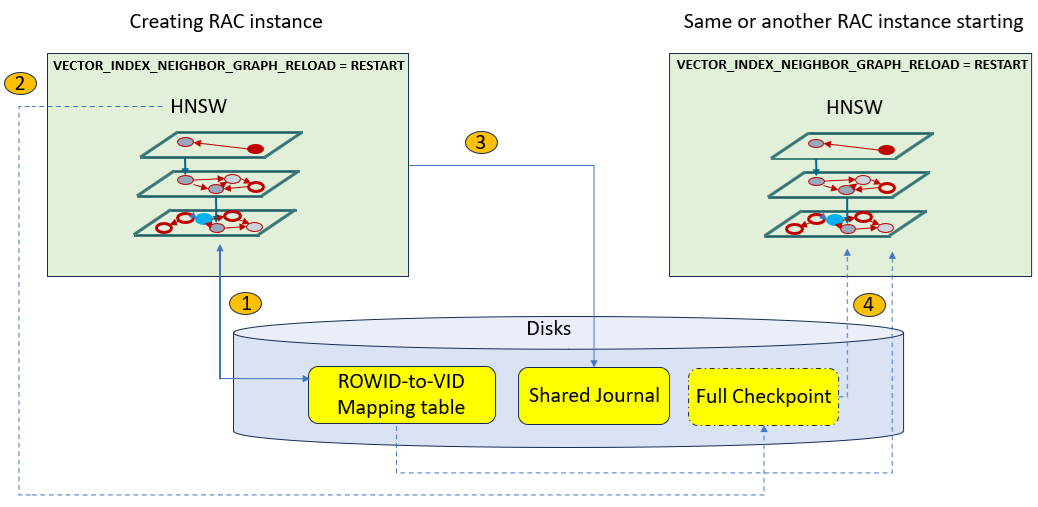 Creating RAC instance
Same or another RAC instance starting
VECTOR_INDEX_NEIGHBOR_GRAPH_RELOAD = RESTART
VECTOR_INDEX_NEIGHBOR_GRAPH_RELOAD = RESTART
2
HNSW
HNSW
3
1
4
Disks
ROWID-to-VID
Mapping table
Shared Journal
Full Checkpoint